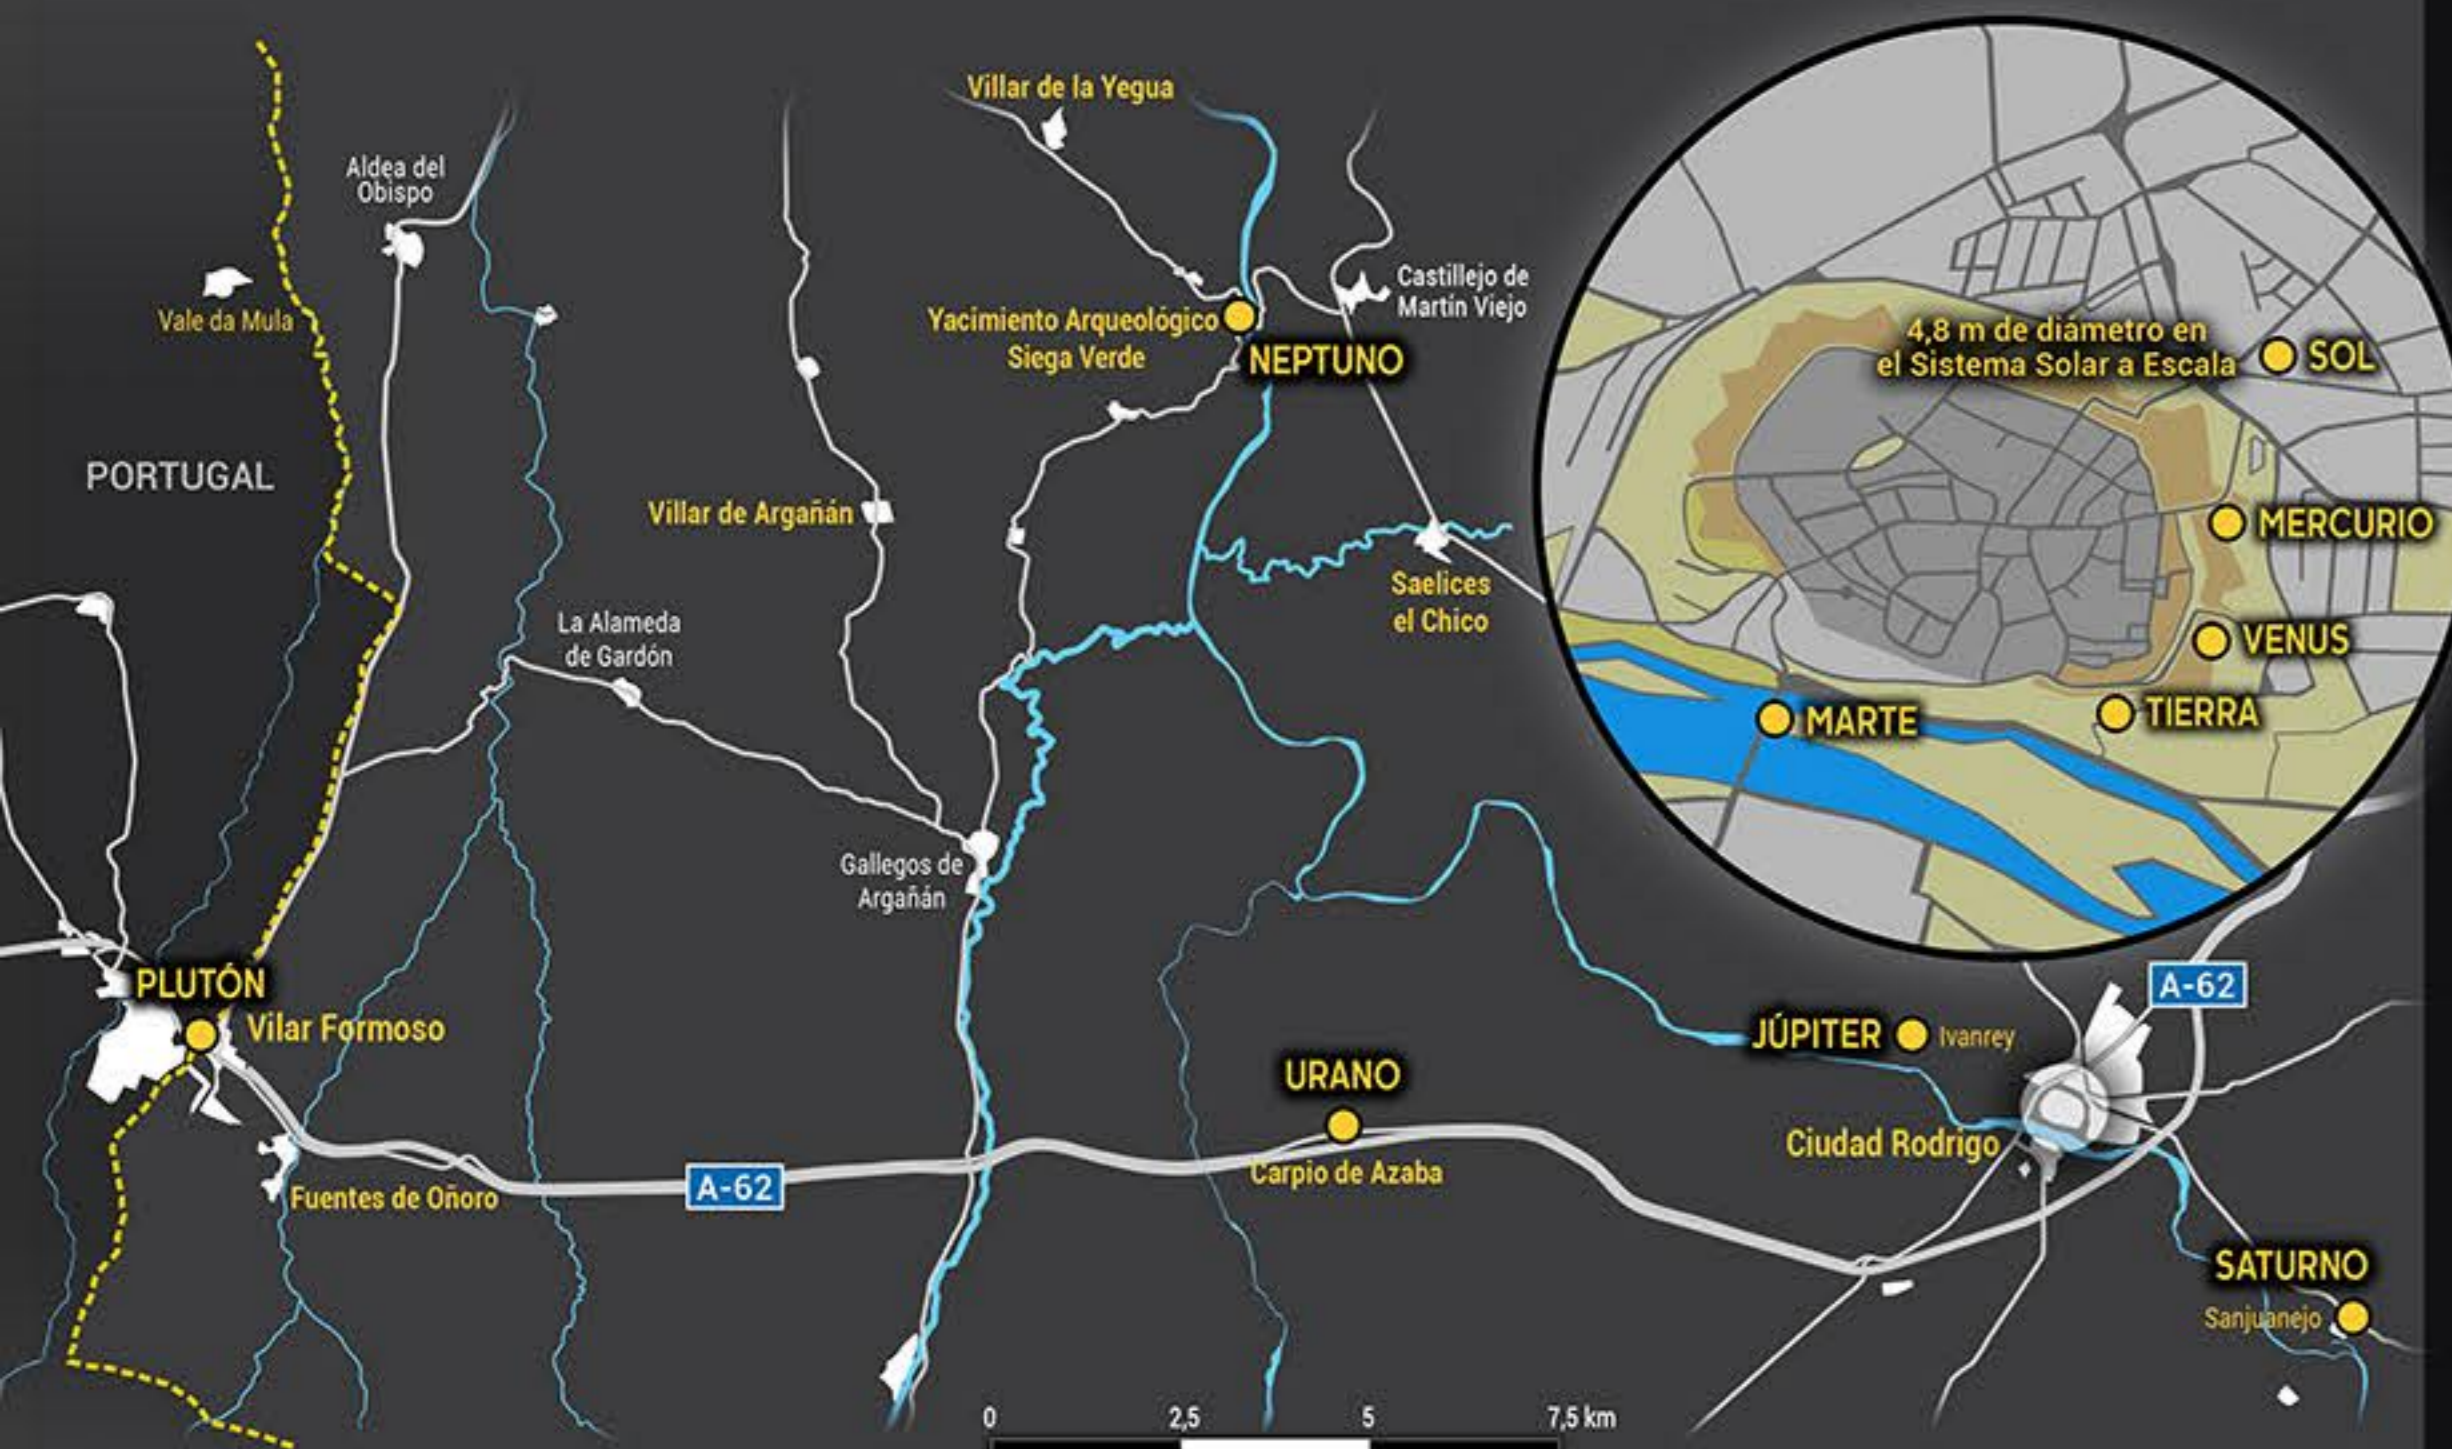 Villar de la Yegua
Aldea del
Obispo
Vale da Mula
Castillejo de
Martín Viejo
Yacimiento Arqueológico
Siega Verde
NEPTUNO
4,8 m de diámetro en
el Sistema Solar a Escala
SOL
PORTUGAL
Villar de Argañán
MERCURIO
Saelices
el Chico
La Alameda
de Gardón
VENUS
MARTE
TIERRA
Gallegos de
Argañán
PLUTÓN
Vilar Formoso
A-62
JÚPITER
Ivanrey
URANO
Carpio de Azaba
Ciudad Rodrigo
A-62
Fuentes de Oñoro
SATURNO
Sanjuanejo
0 2,5 5 7,5 km